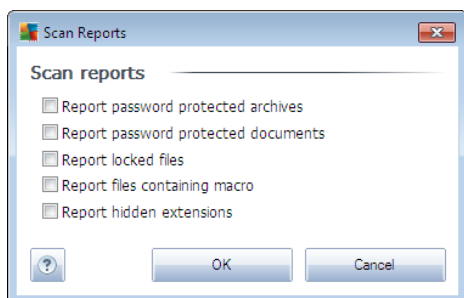 Scan Reports
Scan reports
Report password protected archives
Report password protected documents
Report locked files
Report files containing macro
Report hidden extensions
?
OK
Cancel